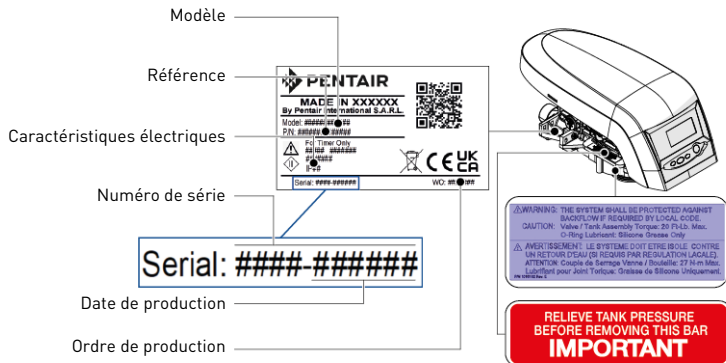 Modèle
Référence
Caractéristiques électriques
Numéro de série
Date de production
Ordre de production
PENTAIR
MADE IN XXXXXX
By Pentair International S.A.R.L.
Model: ######/##●##
P/N: ######●/#####
For Timer Only
Serial: ####-######
WO: ##●/##
CE UK CA
Serial: ####-######
⚠WARNING: THE SYSTEM SHALL BE PROTECTED AGAINST
BACKFLOW IF REQUIRED BY LOCAL CODE.
CAUTION: Valve / Tank Assembly Torque: 20 Ft-Lb. Max.
O-Ring Lubricant: Silicone Grease Only
⚠ AVERTISSEMENT: LE SYSTEME DOIT ETRE ISOLE CONTRE
UN RETOUR D'EAU (SI REQUIS PAR REGULATION LACALE).
ATTENTION: Couple de Serrage Vanne / Bouteille: 27 N-m Max.
Lubrifiant pour Joint Torique: Graisse de Silicone Uniquement.
RELIEVE TANK PRESSURE
BEFORE REMOVING THIS BAR
IMPORTANT